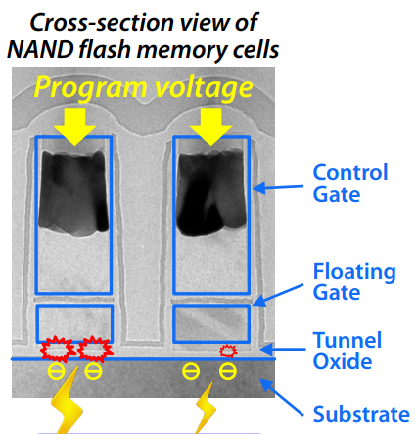 Cross-section view of
NAND flash memory cells
Program voltage
Control
Gate
Floating
Gate
Tunnel
Oxide
⊖ ⊖ ⊖ ⊖
Substrate